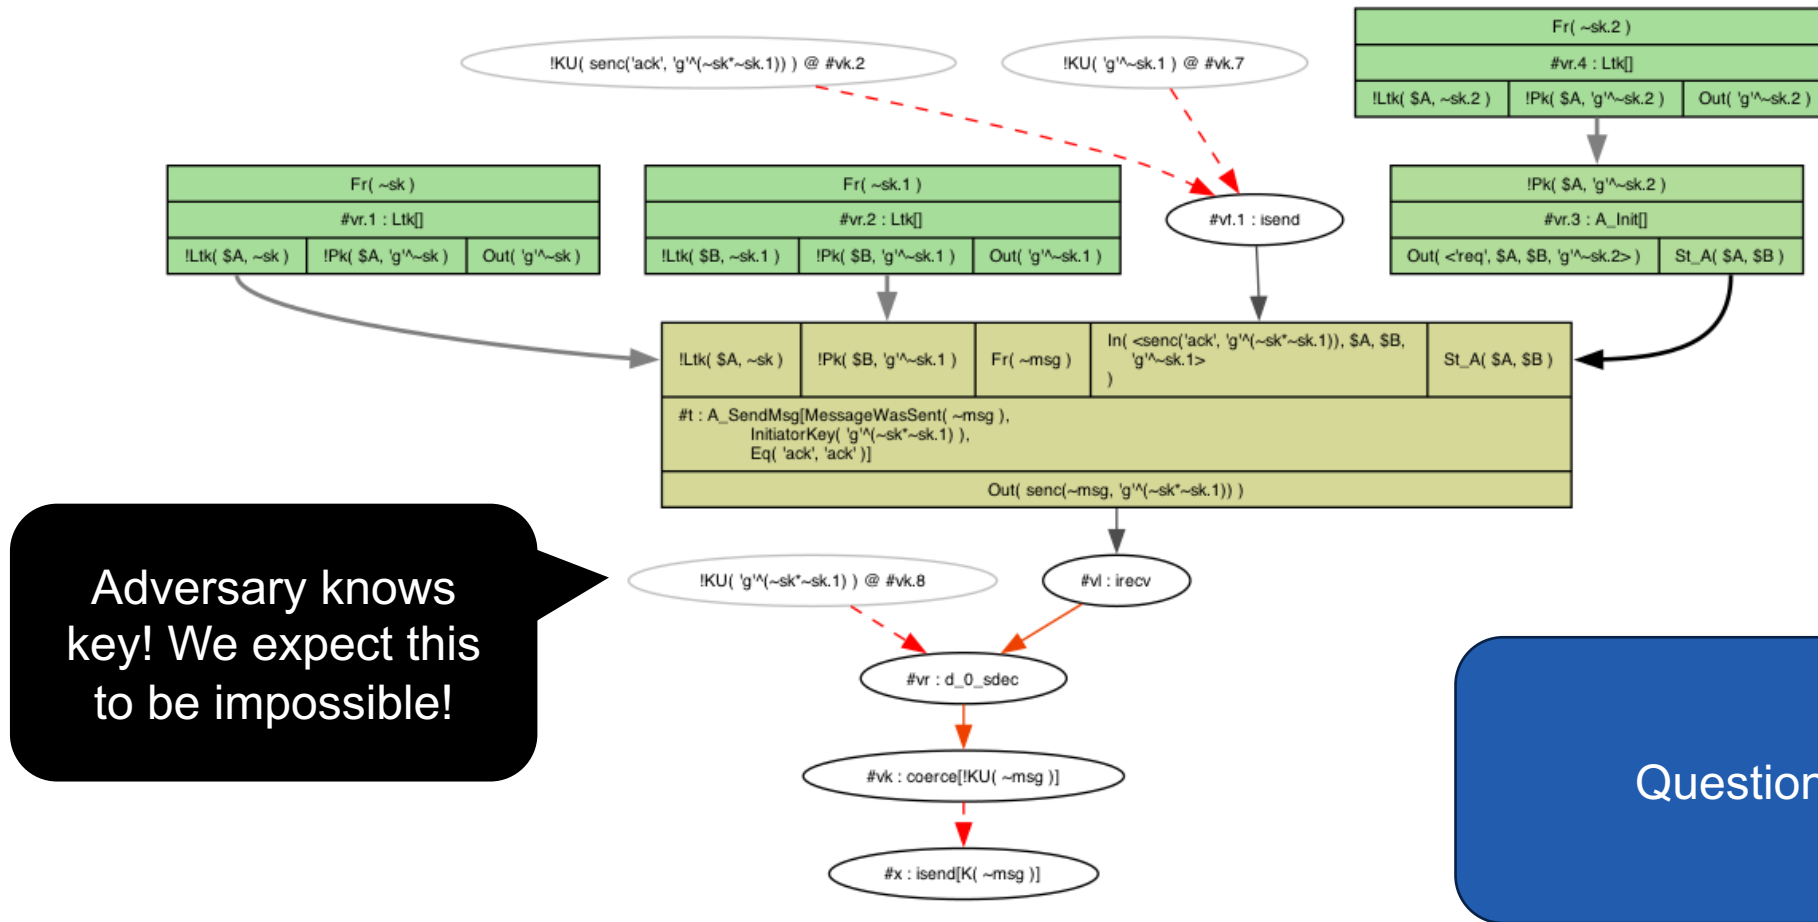 !KU( senc('ack', 'g'^(~sk*~sk.1)) ) @ #vk.2
!KU( 'g'^~sk.1 ) @ #vk.7
Fr( ~sk.2 )
#vr.4 : Ltk[]
!Ltk( $A, ~sk.2 )
!Pk( $A, 'g'^~sk.2 )
Out( 'g'^~sk.2 )
Fr( ~sk )
#vr.1 : Ltk[]
!Ltk( $A, ~sk )
!Pk( $A, 'g'^~sk )
Out( 'g'^~sk )
Fr( ~sk.1 )
#vr.2 : Ltk[]
!Ltk( $B, ~sk.1 )
!Pk( $B, 'g'^~sk.1 )
Out( 'g'^~sk.1 )
#vf.1 : isend
!Pk( $A, 'g'^~sk.2 )
#vr.3 : A_Init[]
Out( <'req', $A, $B, 'g'^~sk.2> )
St_A( $A, $B )
!Ltk( $A, ~sk )
!Pk( $B, 'g'^~sk.1 )
Fr( ~msg )
In( <senc('ack', 'g'^(~sk*~sk.1)), $A, $B,
'g'^~sk.1>
)
St_A( $A, $B )
#t : A_SendMsg[MessageWasSent( ~msg ),
InitiatorKey( 'g'^(~sk*~sk.1) ),
Eq( 'ack', 'ack' )]
Out( senc(~msg, 'g'^(~sk*~sk.1)) )
Adversary knows
key! We expect this
to be impossible!
!KU( 'g'^(~sk*~sk.1) ) @ #vk.8
#vl : irecv
#vr : d_0_sdec
#vk : coerce[!KU( ~msg )]
#x : isend[K( ~msg )]
Question